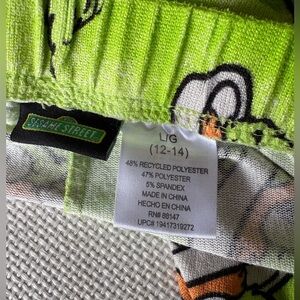 SESAME STREET
L/G
(12-14)
48% RECYCLED POLYESTER
47% POLYESTER
5% SPANDEX
MADE IN CHINA
HECHO EN CHINA
RN# 88147
UPC# 19417319272